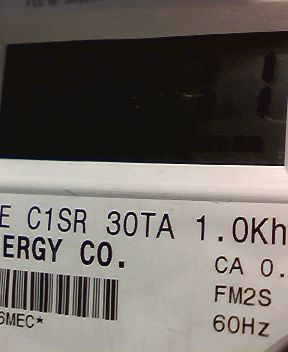 E C1SR 30TA 1.0Kh
ERGY CO.
CA 0.
FM2S
6MEC*
60Hz